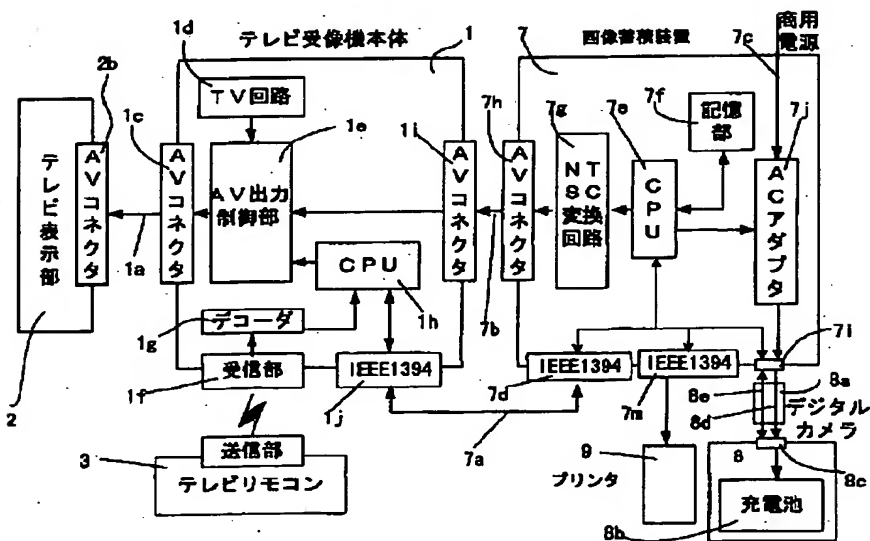 テレビ受像機本体
1
1d
TV回路
1e
AV出力
制御部
1c
AVコネクタ
2b
AVコネクタ
テレビ表示部
2
1a
1i
AVコネクタ
CPU
1h
デコーダ
1g
受信部
1f
IEEE1394
1j
送信部
3
テレビリモコン
画像蓄積装置
7
7h
AVコネクタ
7b
7g
NTSC変換回路
7e
CPU
7f
記憶部
商用
電源
7c
7j
ACアダプタ
7i
IEEE1394
7d
IEEE1394
7m
7a
9
プリンタ
8e
8a
8d
デジタル
カメラ
8
8c
充電池
8b